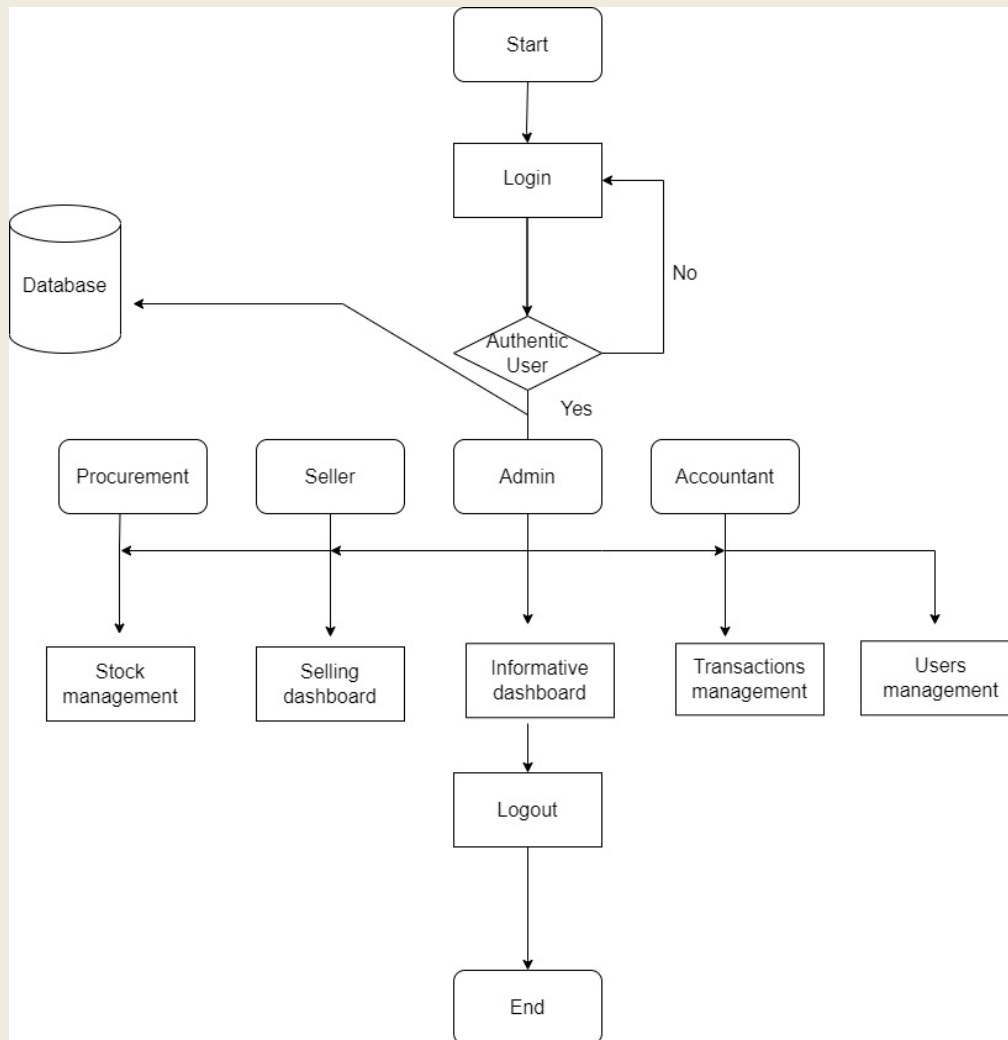 Start
Login
No
Database
Authentic
User
Yes
Procurement
Seller
Admin
Accountant
Stock
management
Selling
dashboard
Informative
dashboard
Transactions
management
Users
management
Logout
End